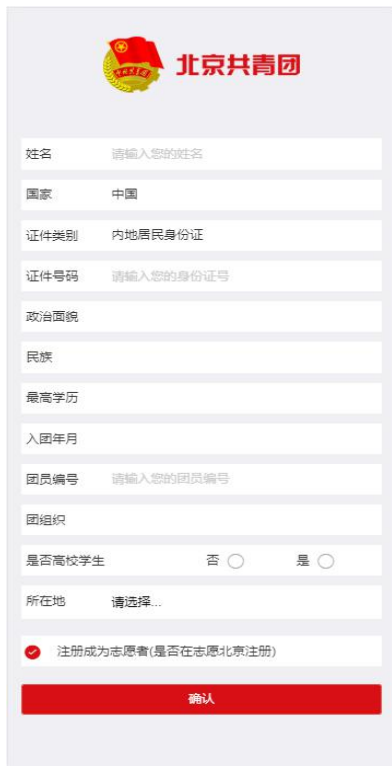 北京共青团
姓名 请输入您的姓名
国家 中国
证件类别 内地居民身份证
证件号码 请输入您的身份证号
政治面貌
民族
最高学历
入团年月
团员编号 请输入您的团员编号
团组织
是否高校学生 否 是
所在地 请选择...
注册成为志愿者(是否在志愿北京注册)
确认